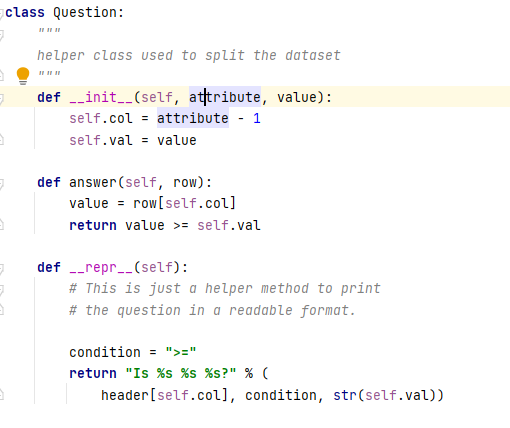 class Question:
    """
    helper class used to split the dataset
    """
    def __init__(self, attribute, value):
        self.col = attribute - 1
        self.val = value

    def answer(self, row):
        value = row[self.col]
        return value >= self.val

    def __repr__(self):
        # This is just a helper method to print
        # the question in a readable format.

        condition = ">="
        return "Is %s %s %s?" % (
            header[self.col], condition, str(self.val))